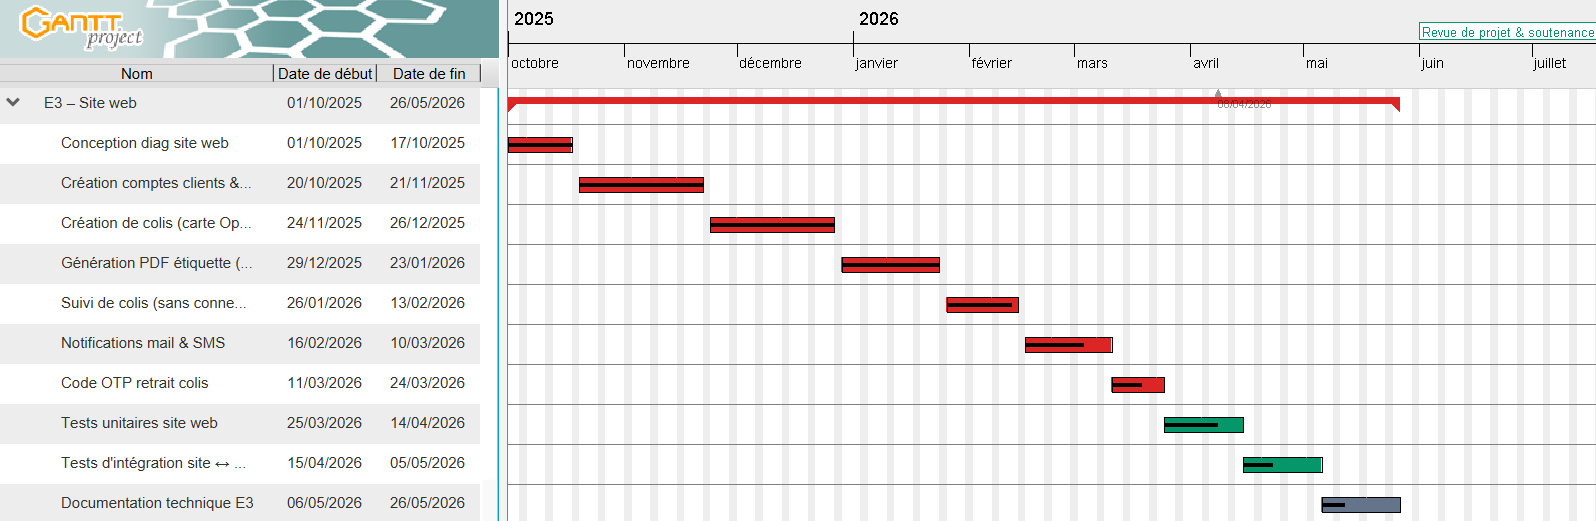 GANTT
project
2025
2026
Revue de projet & soutenance
octobre
novembre
décembre
janvier
février
mars
avril
mai
juin
juillet
Nom
Date de début
Date de fin
E3 – Site web
01/10/2025
26/05/2026
08/04/2026
Conception diag site web
01/10/2025
17/10/2025
Création comptes clients &...
20/10/2025
21/11/2025
Création de colis (carte Op...
24/11/2025
26/12/2025
Génération PDF étiquette (...
29/12/2025
23/01/2026
Suivi de colis (sans conne...
26/01/2026
13/02/2026
Notifications mail & SMS
16/02/2026
10/03/2026
Code OTP retrait colis
11/03/2026
24/03/2026
Tests unitaires site web
25/03/2026
14/04/2026
Tests d'intégration site ↔ ...
15/04/2026
05/05/2026
Documentation technique E3
06/05/2026
26/05/2026